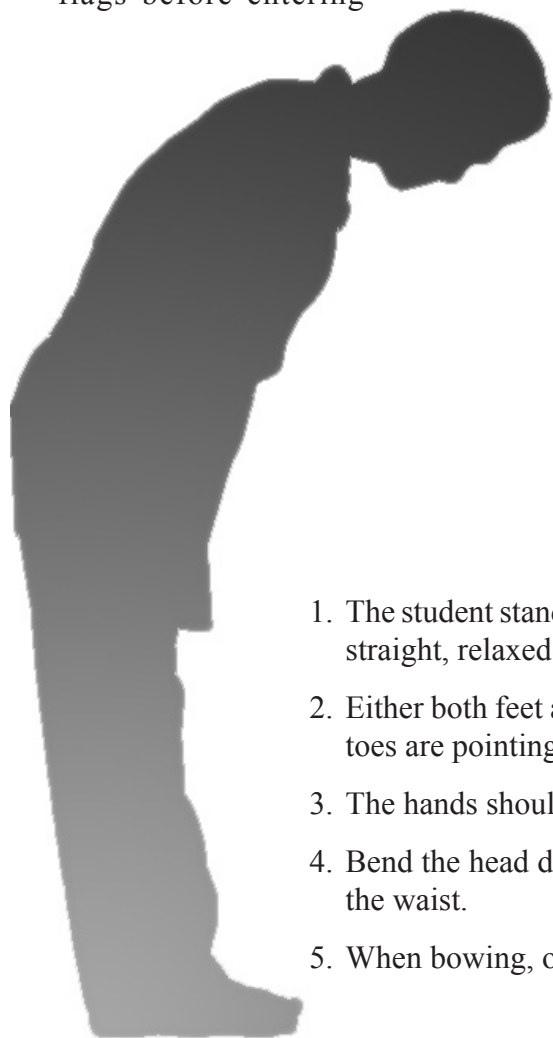 flags before entering
1. The student stand
straight, relaxed
2. Either both feet a
toes are pointing
3. The hands shoul
4. Bend the head d
the waist.
5. When bowing, o